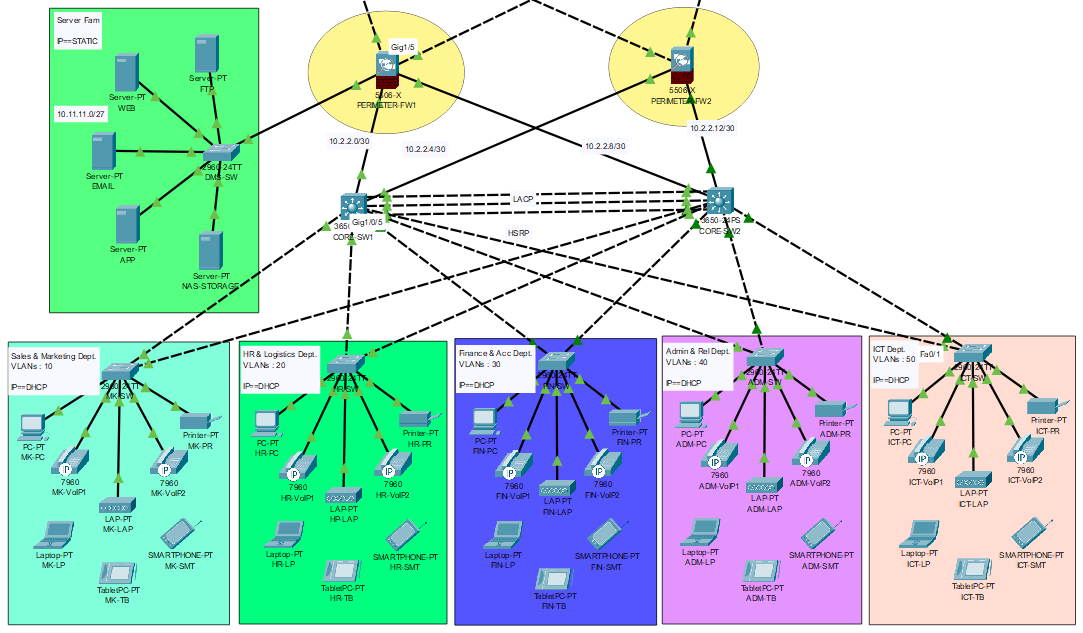 Server Fam
IP==STATIC
Server-PT
FTP
Server-PT
WEB
10.11.11.0/27
Server-PT
EMAIL
2960-24TT
DMS-SW
Server-PT
APP
Server-PT
NAS-STORAGE
Gig1/5
5506-X
PERIMETER-FW1
5506-X
PERIMETER-FW2
10.2.2.0/30
10.2.2.4/30
10.2.2.8/30
10.2.2.12/30
LACP
HSRP
Gig1/0/5
CORE-SW1
3650-24PS
CORE-SW2
Sales & Marketing Dept.
VLANs : 10
IP==DHCP
2960-24TT
MK-SW
PC-PT
MK-PC
Printer-PT
MK-PR
7960
MK-VoIP1
7960
MK-VoIP2
LAP-PT
MK-LAP
Laptop-PT
MK-LP
SMARTPHONE-PT
MK-SMT
TabletPC-PT
MK-TB
HR & Logistics Dept.
VLANs : 20
IP==DHCP
2960-24TT
HR-SW
PC-PT
HR-PC
Printer-PT
HR-PR
7960
HR-VoIP1
7960
HR-VoIP2
LAP-PT
HP-LAP
Laptop-PT
HR-LP
SMARTPHONE-PT
HR-SMT
TabletPC-PT
HR-TB
Finance & Acc Dept.
VLANs : 30
IP==DHCP
2960-24TT
FIN-SW
PC-PT
FIN-PC
Printer-PT
FIN-PR
7960
FIN-VoIP1
7960
FIN-VoIP2
LAP-PT
FIN-LAP
Laptop-PT
FIN-LP
SMARTPHONE-PT
FIN-SMT
TabletPC-PT
FIN-TB
Admin & Rel Dept.
VLANs : 40
IP==DHCP
2960-24TT
ADM-SW
PC-PT
ADM-PC
Printer-PT
ADM-PR
7960
ADM-VoIP1
7960
ADM-VoIP2
LAP-PT
ADM-LAP
Laptop-PT
ADM-LP
SMARTPHONE-PT
ADM-SMT
TabletPC-PT
ADM-TB
ICT Dept.
VLANs : 50
IP==DHCP
Fa0/1
2960-24TT
ICT-SW
PC-PT
ICT-PC
Printer-PT
ICT-PR
7960
ICT-VoIP1
7960
ICT-VoIP2
LAP-PT
ICT-LAP
Laptop-PT
ICT-LP
SMARTPHONE-PT
ICT-SMT
TabletPC-PT
ICT-TB